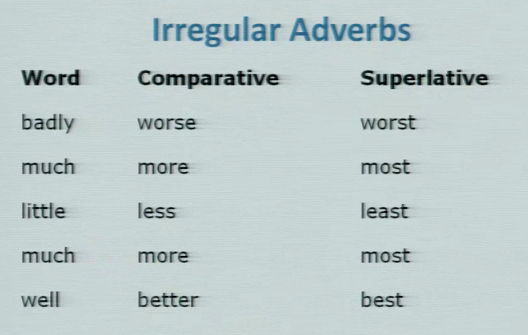 Irregular Adverbs
Word Comparative Superlative
badly worse worst
much more most
little less least
much more most
well better best